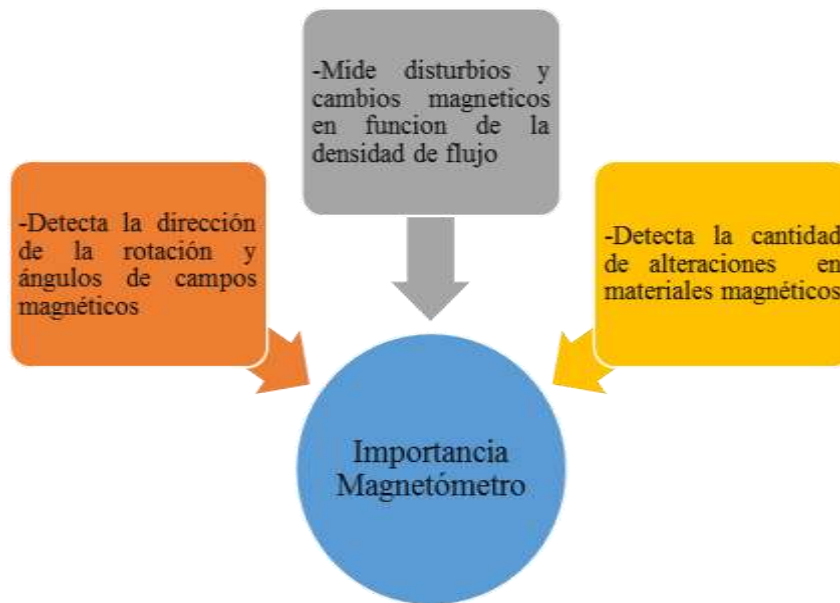 -Mide disturbios y
cambios magneticos
en funcion de la
densidad de flujo
-Detecta la dirección
de la rotación y
ángulos de campos
magnéticos
-Detecta la cantidad
de alteraciones en
materiales magnéticos
Importancia
Magnetómetro